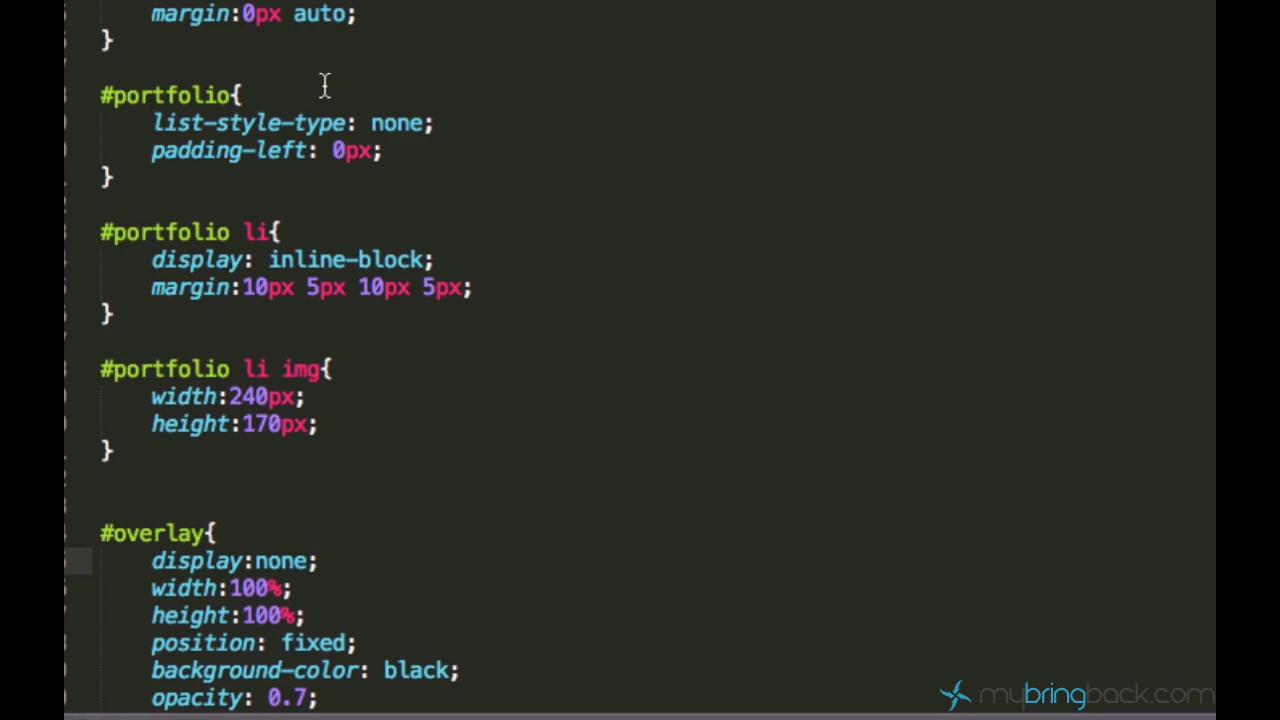 margin:0px auto;
}
#portfolio{
list-style-type: none;
padding-left: 0px;
}
#portfolio li{
display: inline-block;
margin:10px 5px 10px 5px;
}
#portfolio li img{
width:240px;
height:170px;
}
#overlay{
display:none;
width:100%;
height:100%;
position: fixed;
background-color: black;
opacity: 0.7;
mybringback.com